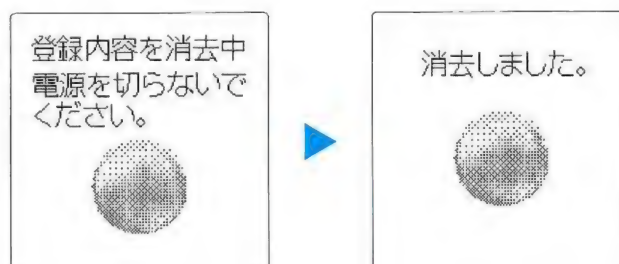 登録内容を消去中
電源を切らないで
ください。
消去しました。